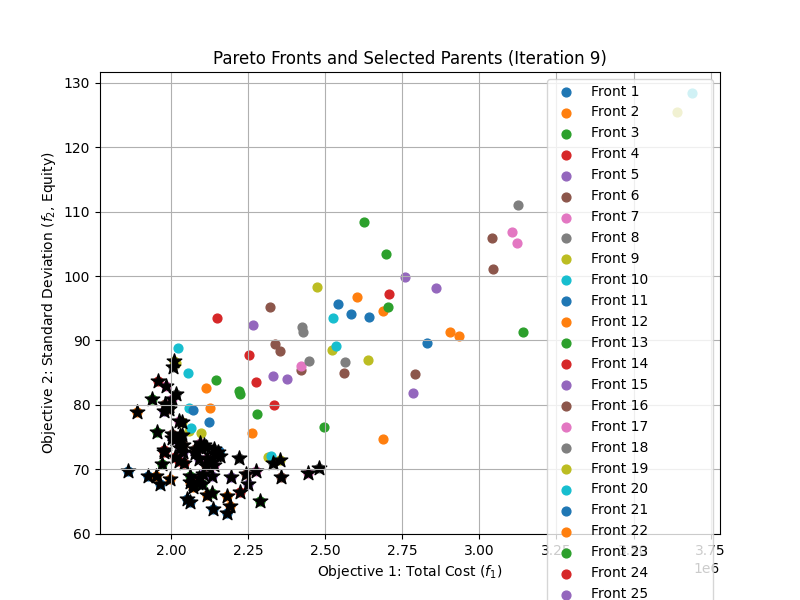 Pareto Fronts and Selected Parents (Iteration 9)
Objective 2: Standard Deviation (f₂, Equity)
130
120
110
100
90
80
70
60
2.00 2.25 2.50 2.75 3.00 3.25 3.75
1e6
Objective 1: Total Cost (f₁)
Front 1
Front 2
Front 3
Front 4
Front 5
Front 6
Front 7
Front 8
Front 9
Front 10
Front 11
Front 12
Front 13
Front 14
Front 15
Front 16
Front 17
Front 18
Front 19
Front 20
Front 21
Front 22
Front 23
Front 24
Front 25